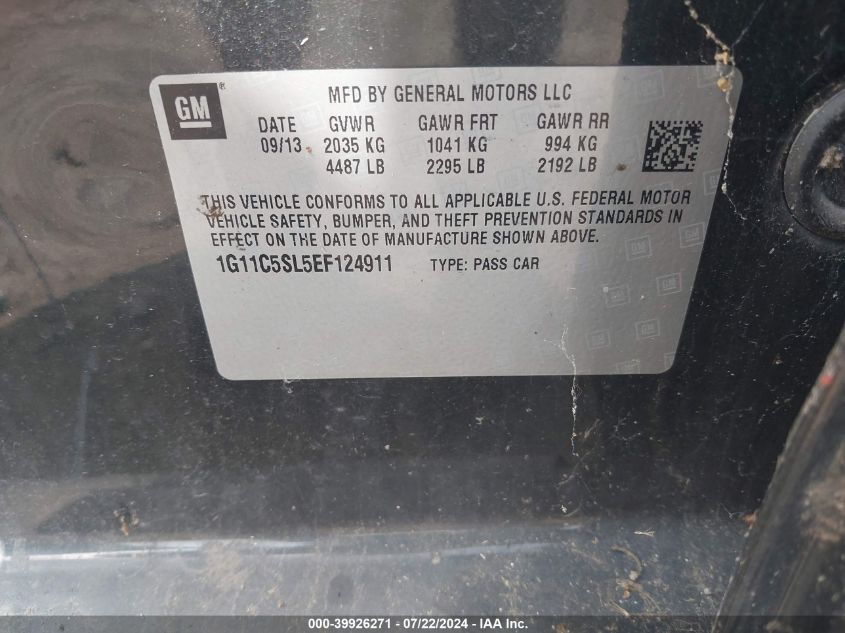 GM®
MFD BY GENERAL MOTORS LLC
DATE GVWR GAWR FRT GAWR RR
09/13 2035 KG 1041 KG 994 KG
4487 LB 2295 LB 2192 LB
THIS VEHICLE CONFORMS TO ALL APPLICABLE U.S. FEDERAL MOTOR
VEHICLE SAFETY, BUMPER, AND THEFT PREVENTION STANDARDS IN
EFFECT ON THE DATE OF MANUFACTURE SHOWN ABOVE.
1G11C5SL5EF124911 TYPE: PASS CAR
000-39926271 / 07/22/2024 - IAA Inc.